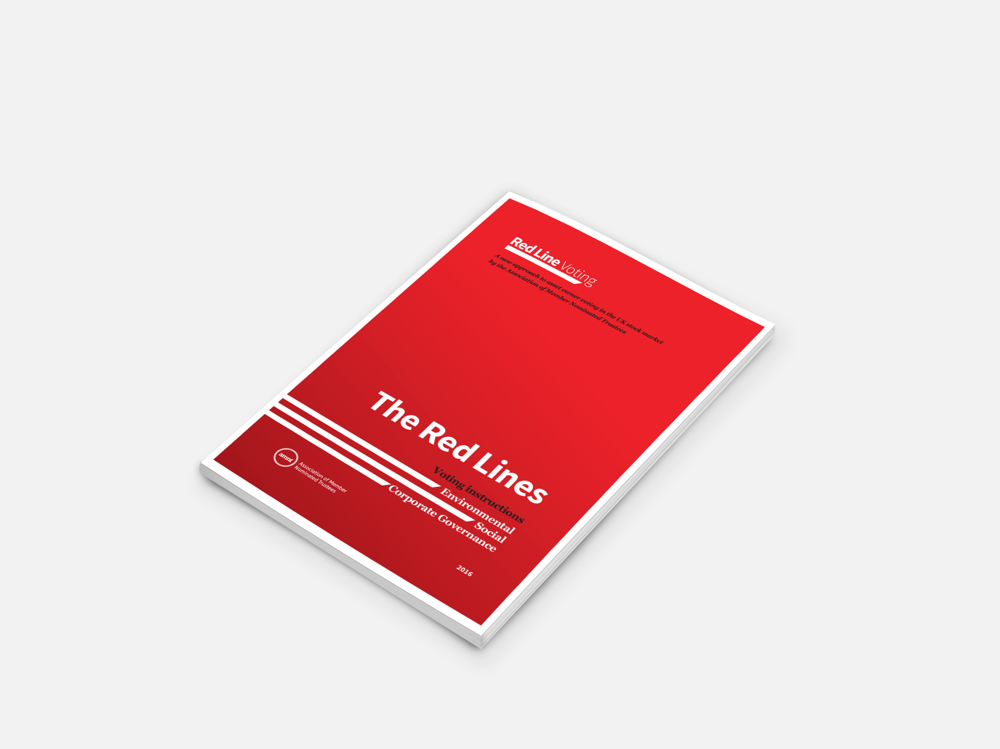 Red Line Voting
A new approach to asset owner voting in the UK stock market
by the Association of Member Nominated Trustees
The Red Lines
Voting instructions
Environmental
Social
Corporate Governance
amnt
Association of Member
Nominated Trustees
2016